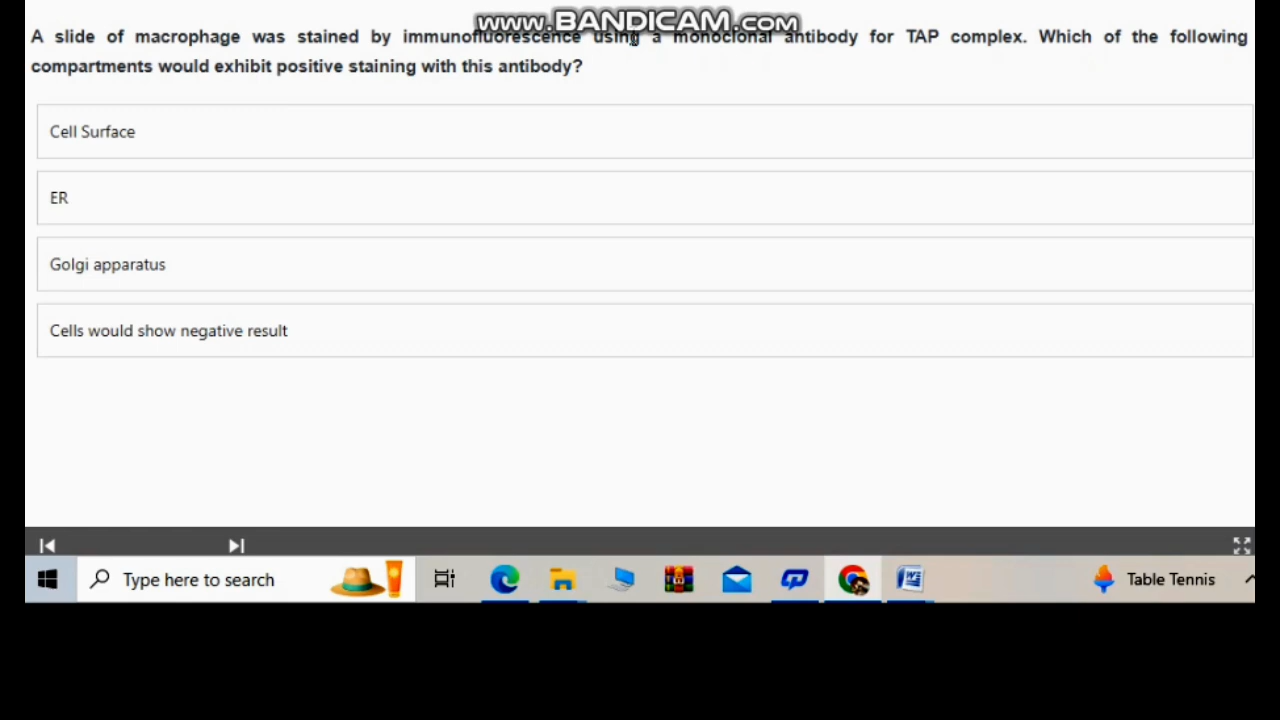 www.BANDICAM.com
A slide of macrophage was stained by immunofluorescence using a monoclonal antibody for TAP complex. Which of the following
compartments would exhibit positive staining with this antibody?
Cell Surface
ER
Golgi apparatus
Cells would show negative result
Type here to search
Table Tennis